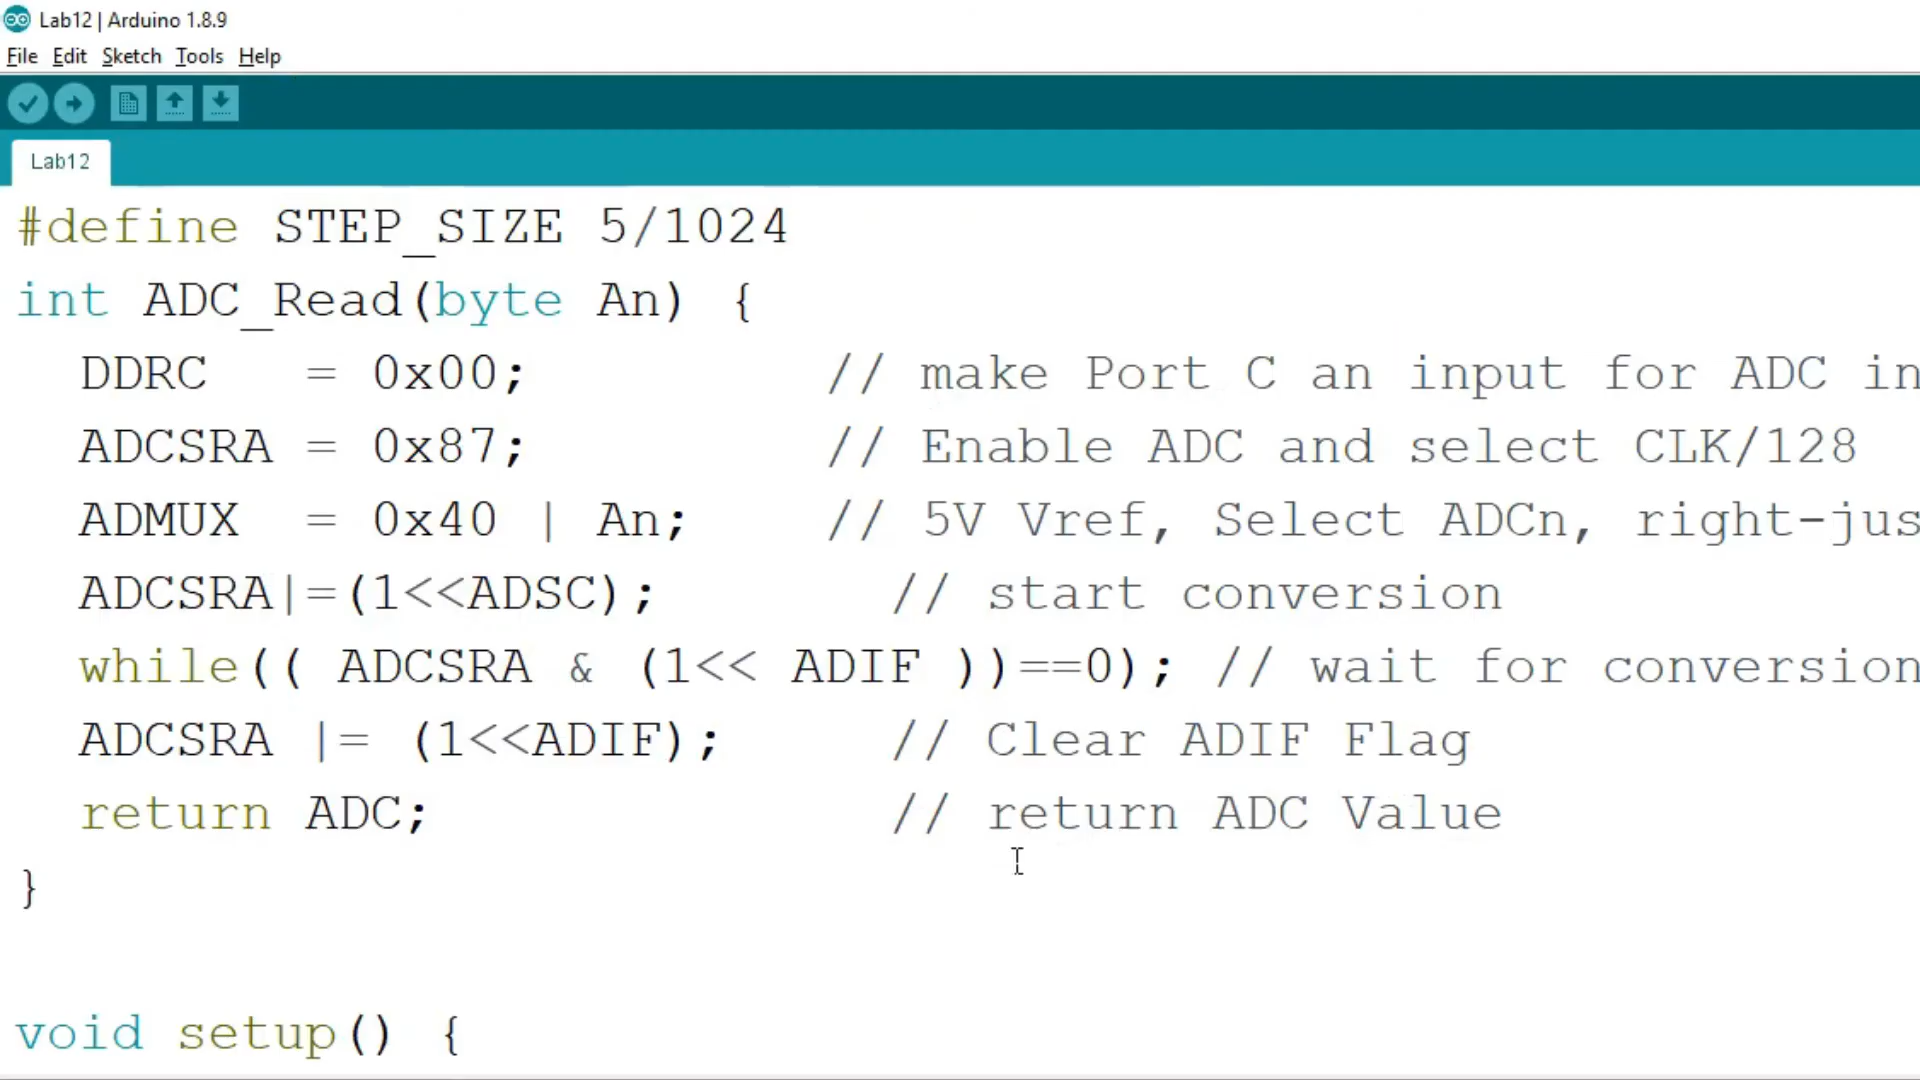 Lab12 | Arduino 1.8.9
File Edit Sketch Tools Help
Lab12
#define STEP_SIZE 5/1024
int ADC_Read(byte An) {
DDRC = 0x00; // make Port C an input for ADC in
ADCSRA = 0x87; // Enable ADC and select CLK/128
ADMUX = 0x40 | An; // 5V Vref, Select ADCn, right-jus
ADCSRA|=(1<<ADSC); // start conversion
while(( ADCSRA & (1<< ADIF ))==0); // wait for conversion
ADCSRA |= (1<<ADIF); // Clear ADIF Flag
return ADC; // return ADC Value
}
void setup() {